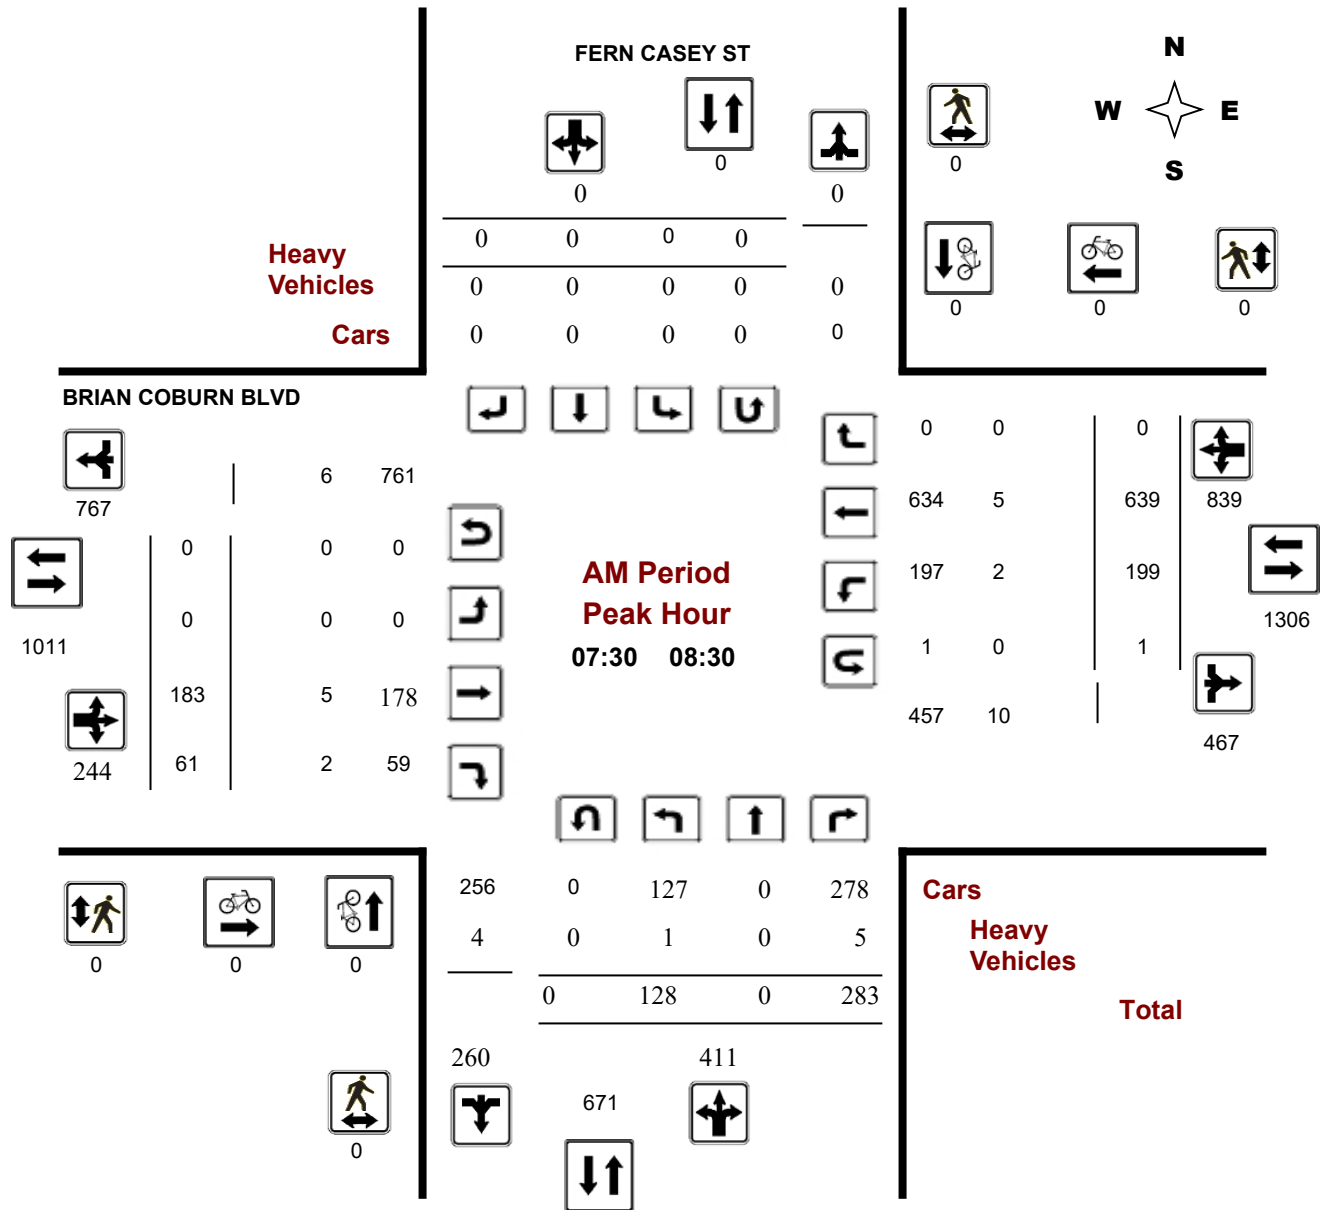 FERN CASEY ST
N
W E
S
0
0
0 0
0
0 0 0 0
Heavy
Vehicles
0 0 0 0 0
0 0 0
Cars
0 0 0 0 0
BRIAN COBURN BLVD
767
6 761
0 0 0
0 0 0
1011
183 5 178
244 61 2 59
AM Period
Peak Hour
07:30 08:30
0 0 0
634 5 639 839
197 2 199
1306
1 0 1
457 10
467
256 0 127 0 278
Cars
4 0 1 0 5
Heavy
Vehicles
0 0 0
0 128 0 283
Total
260 411
671
0